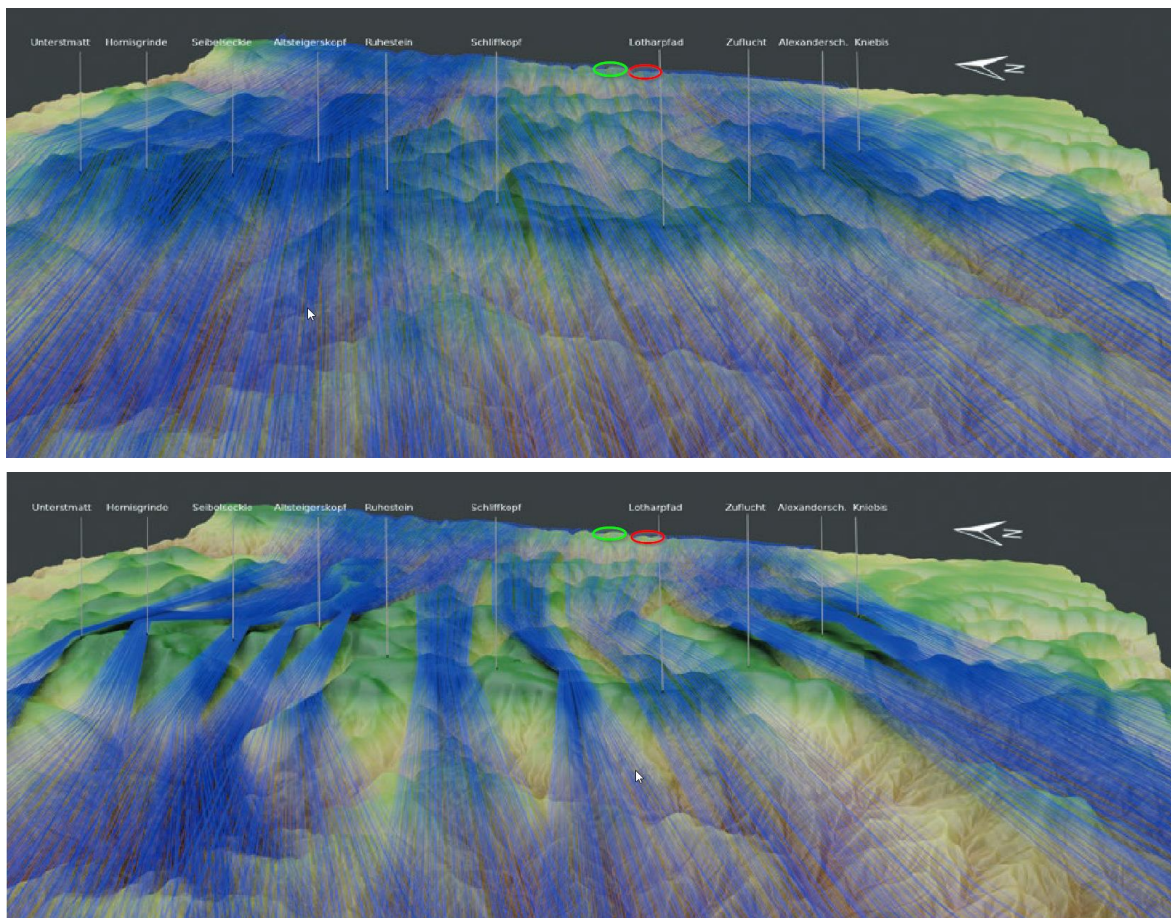 Unterstmatt Hornisgrinde Seibelseckle Altsteigerskopf Ruhestein Schliffkopf Lotharpfad Zuflucht Alexandersch. Kniebis
N
Unterstmatt Hornisgrinde Seibelseckle Altsteigerskopf Ruhestein Schliffkopf Lotharpfad Zuflucht Alexandersch. Kniebis
N